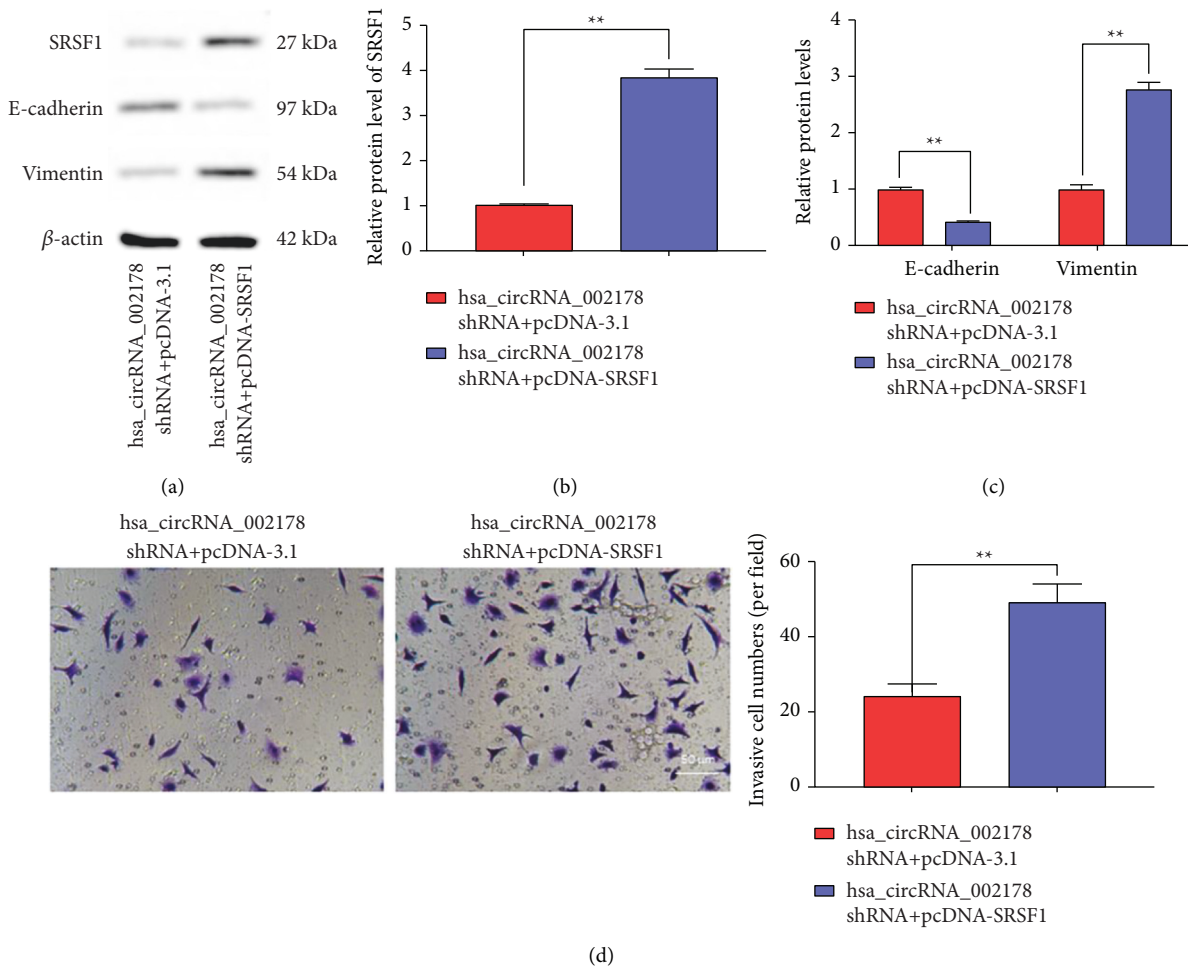 SRSF1
27 kDa
E-cadherin
97 kDa
Vimentin
54 kDa
β-actin
42 kDa
hsa_circRNA_002178
shRNA+pcDNA-3.1
hsa_circRNA_002178
shRNA+pcDNA-SRSF1
(a)
Relative protein level of SRSF1
5
4
3
2
1
0
**
hsa_circRNA_002178
shRNA+pcDNA-3.1
hsa_circRNA_002178
shRNA+pcDNA-SRSF1
(b)
Relative protein levels
4
3
2
1
0
**
**
E-cadherin
Vimentin
hsa_circRNA_002178
shRNA+pcDNA-3.1
hsa_circRNA_002178
shRNA+pcDNA-SRSF1
(c)
hsa_circRNA_002178
shRNA+pcDNA-3.1
hsa_circRNA_002178
shRNA+pcDNA-SRSF1
50 um
Invasive cell numbers (per field)
60
40
20
0
**
hsa_circRNA_002178
shRNA+pcDNA-3.1
hsa_circRNA_002178
shRNA+pcDNA-SRSF1
(d)